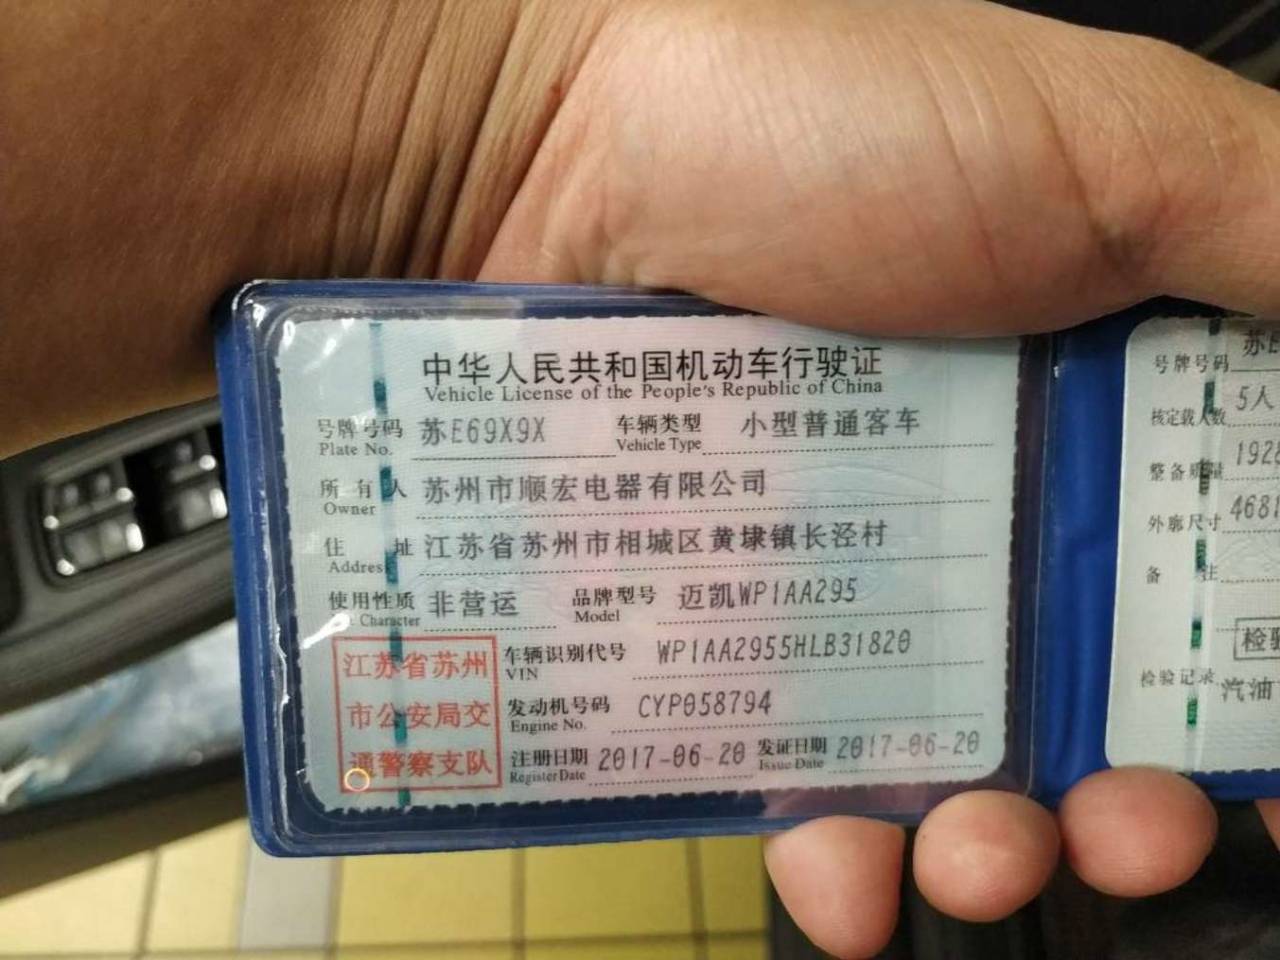 中华人民共和国机动车行驶证
Vehicle License of the People's Republic of China
号牌号码 苏E69X9X 车辆类型 小型普通客车
Plate No. Vehicle Type
所有人 苏州市顺宏电器有限公司
Owner
住址 江苏省苏州市相城区黄埭镇长泾村
Address
使用性质 非营运 品牌型号 迈凯WP1AA295
Character Model
江苏省苏州
市公安局交
通警察支队
车辆识别代号 WP1AA2955HLB31820
VIN
发动机号码 CYP058794
Engine No.
注册日期 2017-06-20 发证日期 2017-06-20
Register Date Issue Date
号牌号码 苏E
核定载人数 5人
整备质量 1928
外廓尺寸 4681
备注
检验
检验记录 汽油